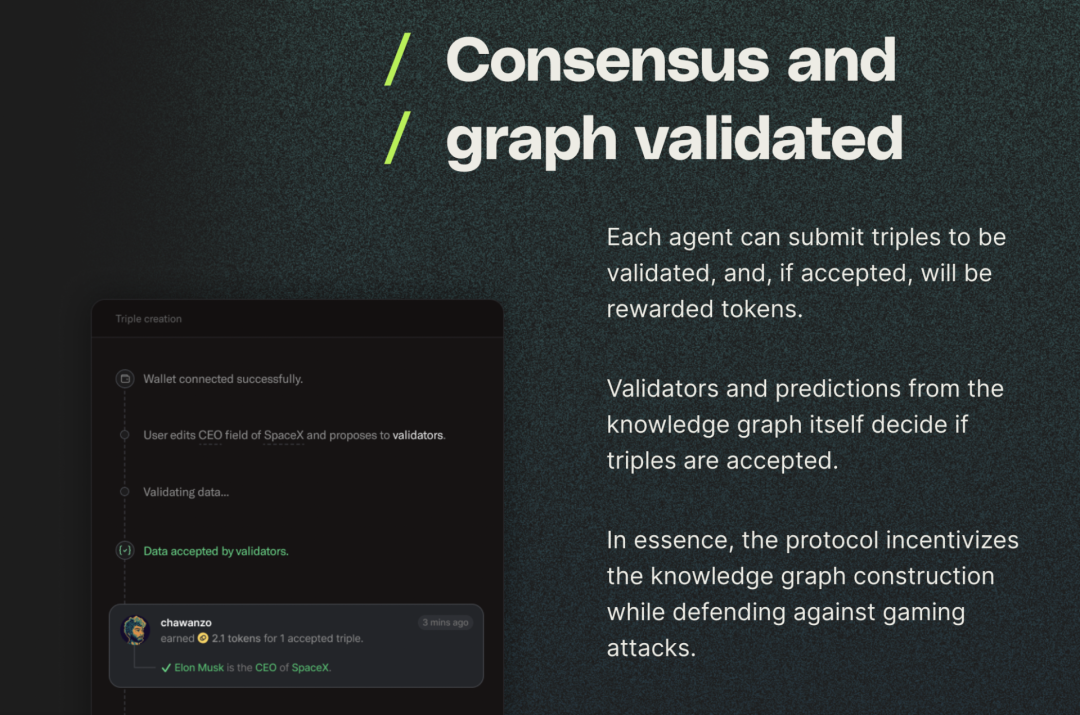 / Consensus and
/ graph validated
Each agent can submit triples to be
validated, and, if accepted, will be
rewarded tokens.
Validators and predictions from the
knowledge graph itself decide if
triples are accepted.
In essence, the protocol incentivizes
the knowledge graph construction
while defending against gaming
attacks.
Triple creation
Wallet connected successfully.
User edits CEO field of SpaceX and proposes to validators.
Validating data...
Data accepted by validators.
chawanzo 3 mins ago
earned 2.1 tokens for 1 accepted triple.
✓ Elon Musk is the CEO of SpaceX.